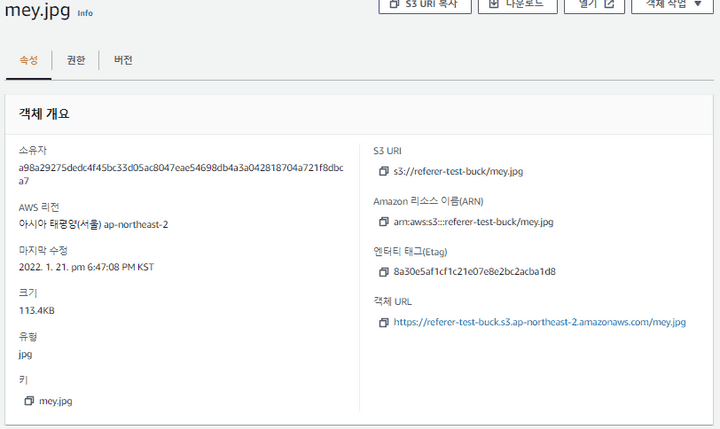 mey.jpg Info
S3 URI 복사
다운로드
열기
객체 작업
속성
권한
버전
객체 개요
소유자
a98a29275dedc4f45bc33d05ac8047eae54698db4a3a042818704a721f8dbc
a7
AWS 리전
아시아 태평양(서울) ap-northeast-2
마지막 수정
2022. 1. 21. pm 6:47:08 PM KST
크기
113.4KB
유형
jpg
키
mey.jpg
S3 URI
s3://referer-test-buck/mey.jpg
Amazon 리소스 이름(ARN)
arn:aws:s3:::referer-test-buck/mey.jpg
엔터티 태그(Etag)
8a30e5af1cf1c21e07e8e2bc2acba1d8
객체 URL
https://referer-test-buck.s3.ap-northeast-2.amazonaws.com/mey.jpg